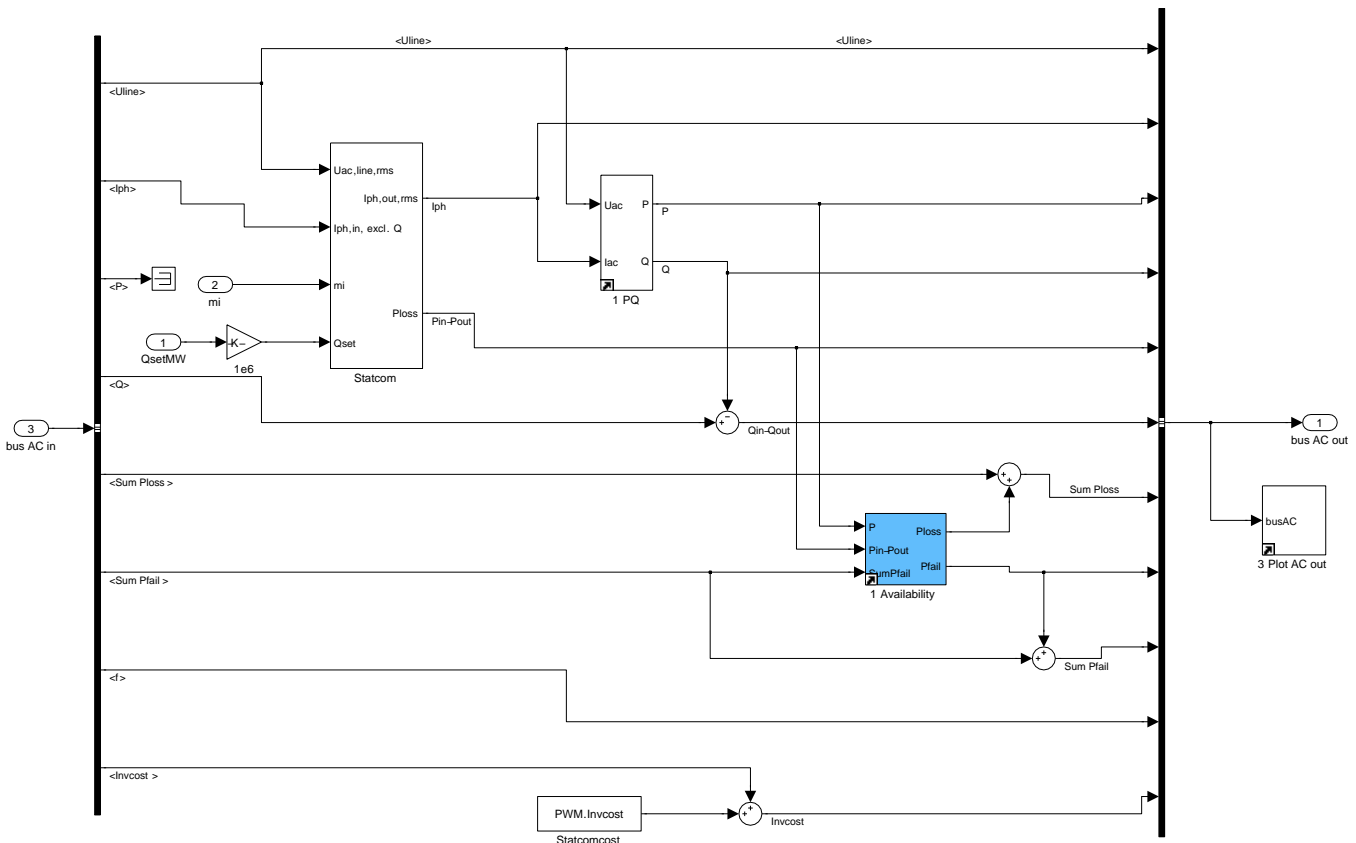 <Uline>
<Uline>
<Uline>
Uac,line,rms
<Iph>
Iph,out,rms
Iph
Uac
P
P
Iph,in, excl. Q
Iac
Q
Q
<P>
2
mi
mi
1 PQ
Ploss
Pin-Pout
1
QsetMW
-K-
1e6
Qset
Statcom
<Q>
3
bus AC in
+
-
Qin-Qout
1
bus AC out
<Sum Ploss >
+
+
Sum Ploss
busAC
3 Plot AC out
P
Ploss
Pin-Pout
<Sum Pfail >
SumPfail
Pfail
1 Availability
+
+
Sum Pfail
<f>
<Invcost >
PWM.Invcost
+
+
Invcost
Statcomcost